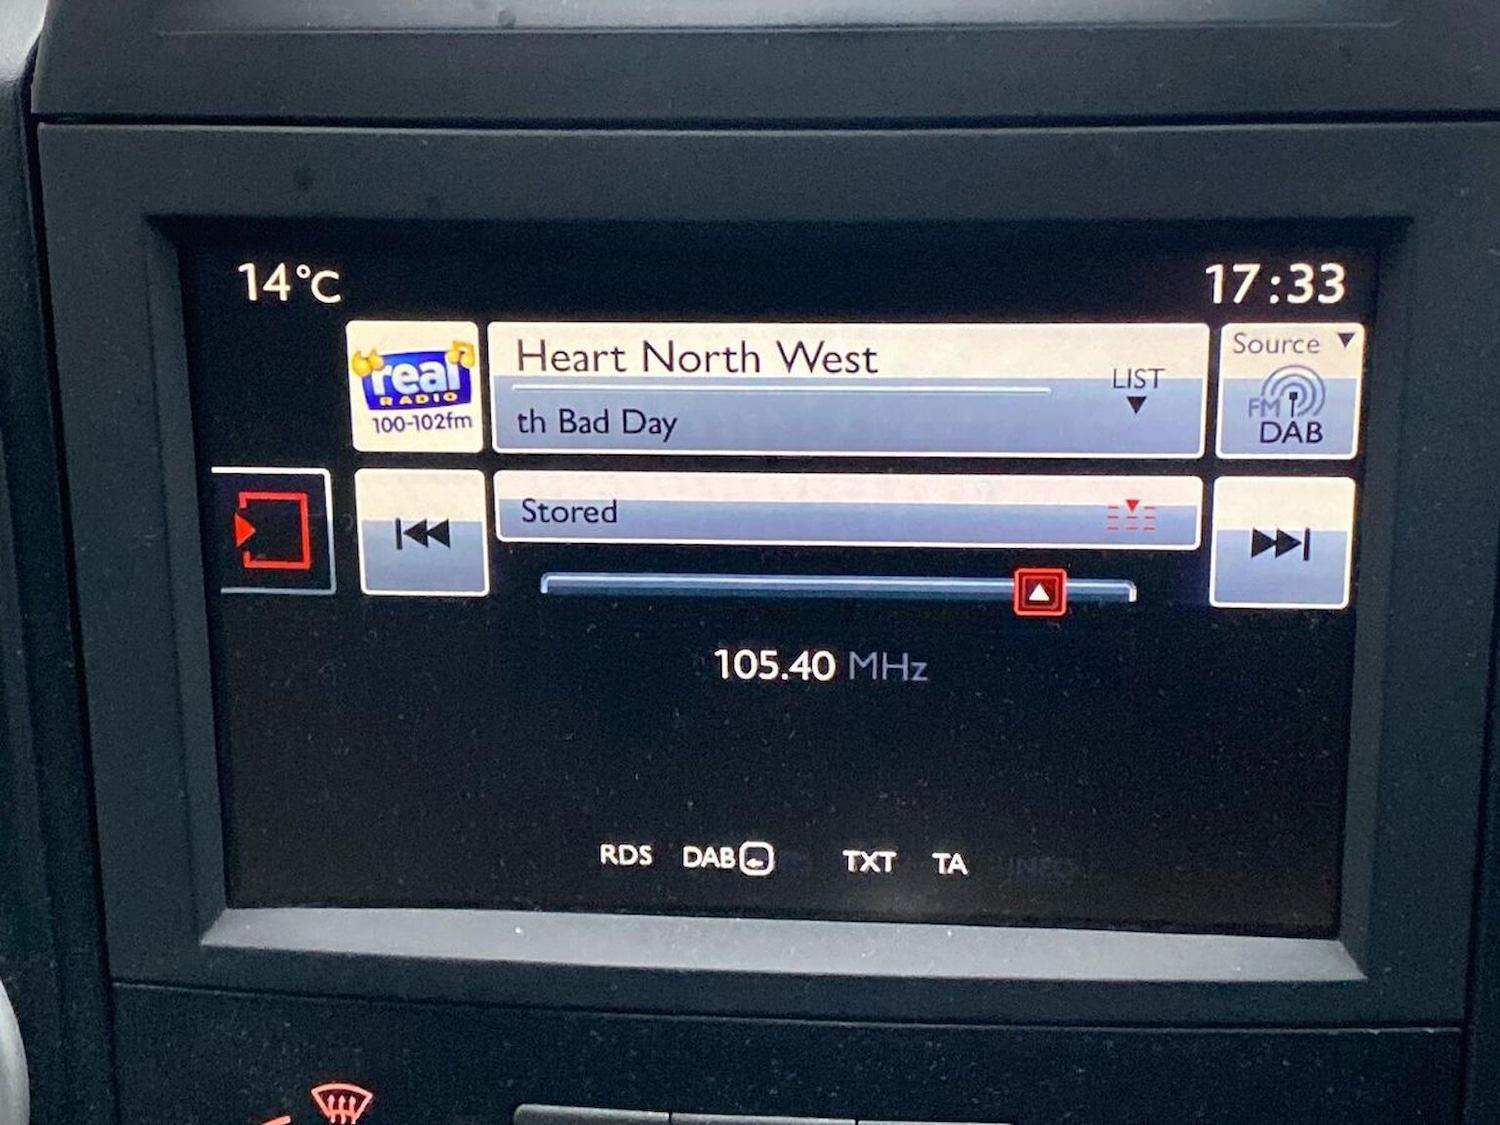 14°C
17:33
real
RADIO
100-102fm
Heart North West
th Bad Day
LIST
Source
FM
DAB
Stored
105.40 MHz
RDS DAB TXT TA INFO